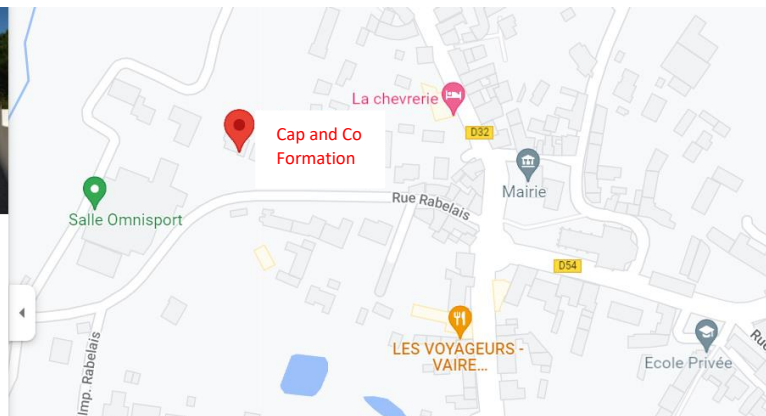 La chevrerie
D32
Cap and Co
Formation
Mairie
Salle Omnisport
Rue Rabelais
D54
LES VOYAGEURS -
VAIRE...
Ecole Privée
Imp. Rabelais